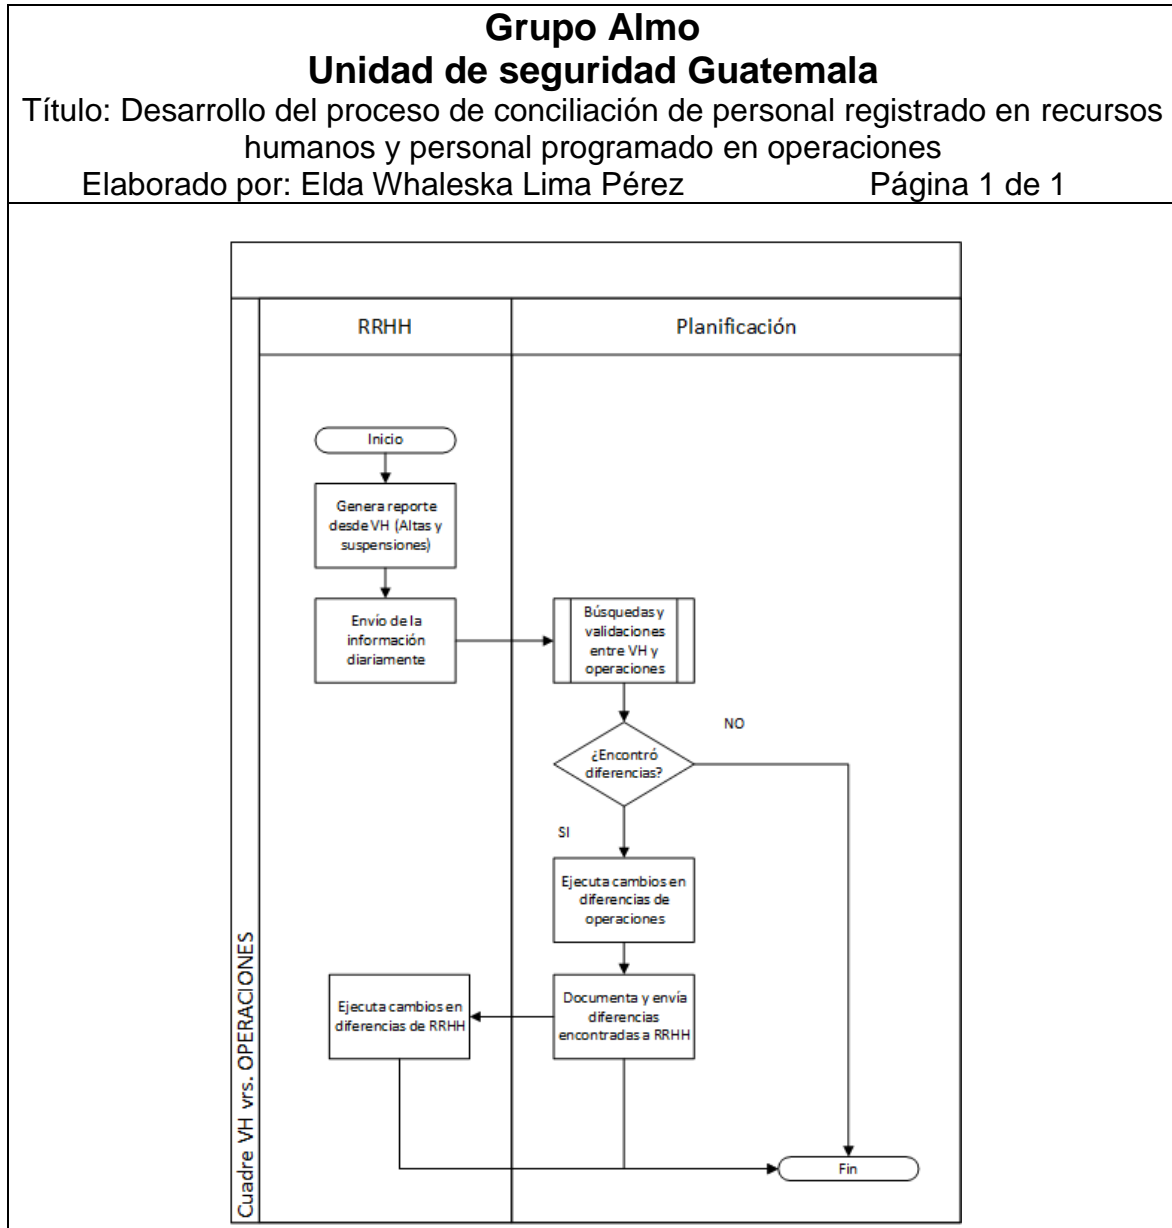 Grupo Almo
Unidad de seguridad Guatemala
Título: Desarrollo del proceso de conciliación de personal registrado en recursos
humanos y personal programado en operaciones
Elaborado por: Elda Whaleska Lima Pérez Página 1 de 1
Cuadre VH vrs. OPERACIONES
RRHH
Planificación
Inicio
Genera reporte
desde VH (Altas y
suspensiones)
Envío de la
información
diariamente
Búsquedas y
validaciones
entre VH y
operaciones
¿Encontró
diferencias?
NO
SI
Ejecuta cambios en
diferencias de
operaciones
Documenta y envía
diferencias
encontradas a RRHH
Ejecuta cambios en
diferencias de RRHH
Fin